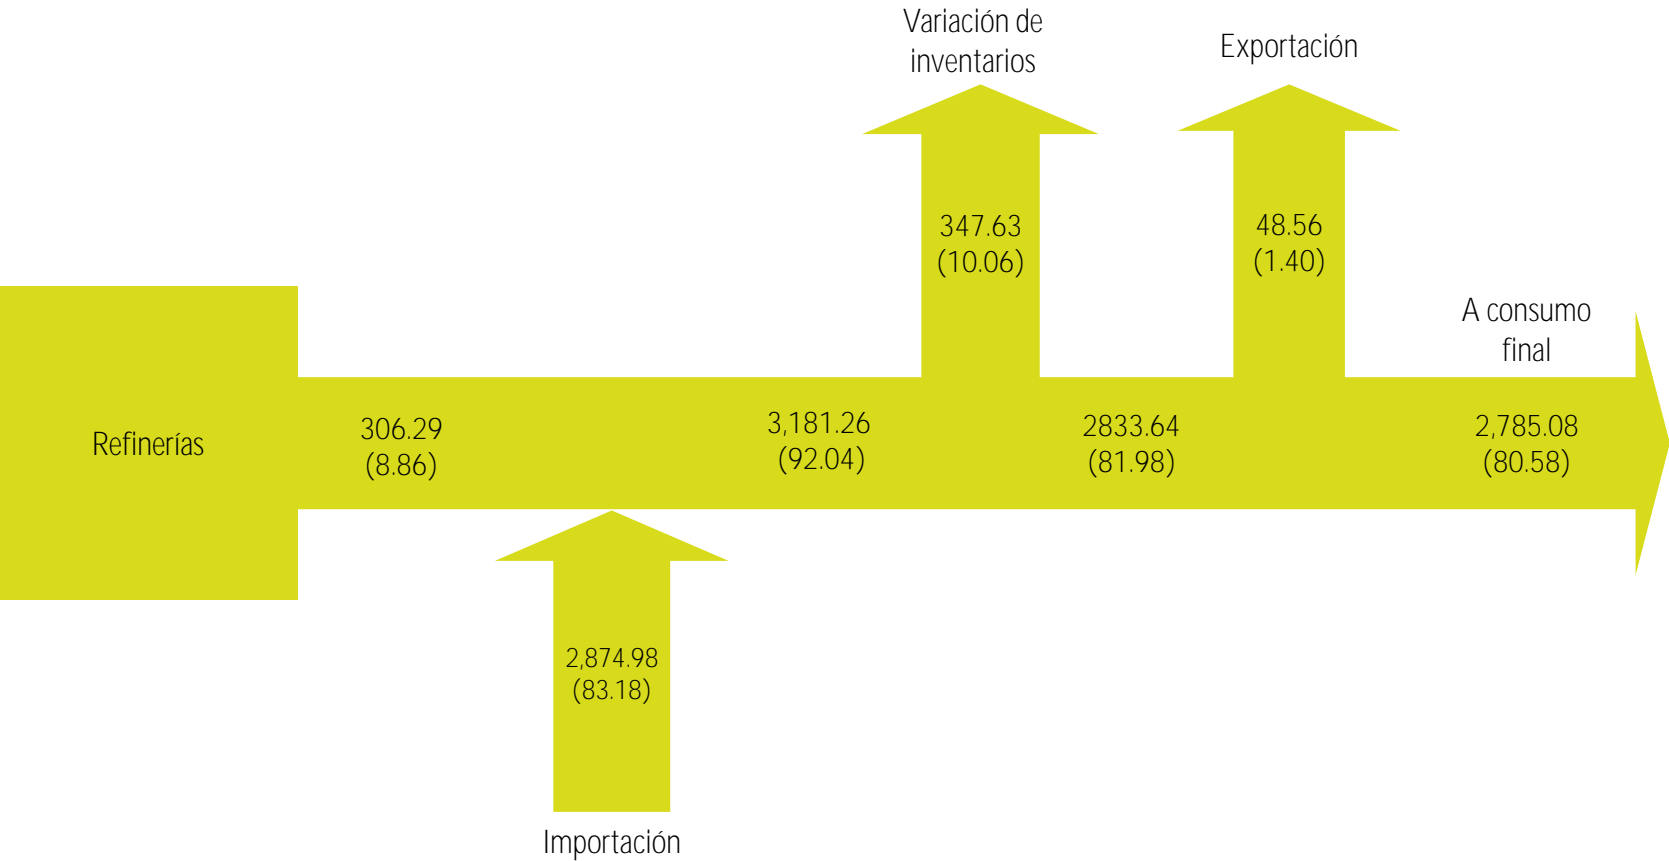 Variación de
inventarios
Exportación
347.63
(10.06)
48.56
(1.40)
A consumo
final
Refinerías
306.29
(8.86)
3,181.26
(92.04)
2833.64
(81.98)
2,785.08
(80.58)
2,874.98
(83.18)
Importación